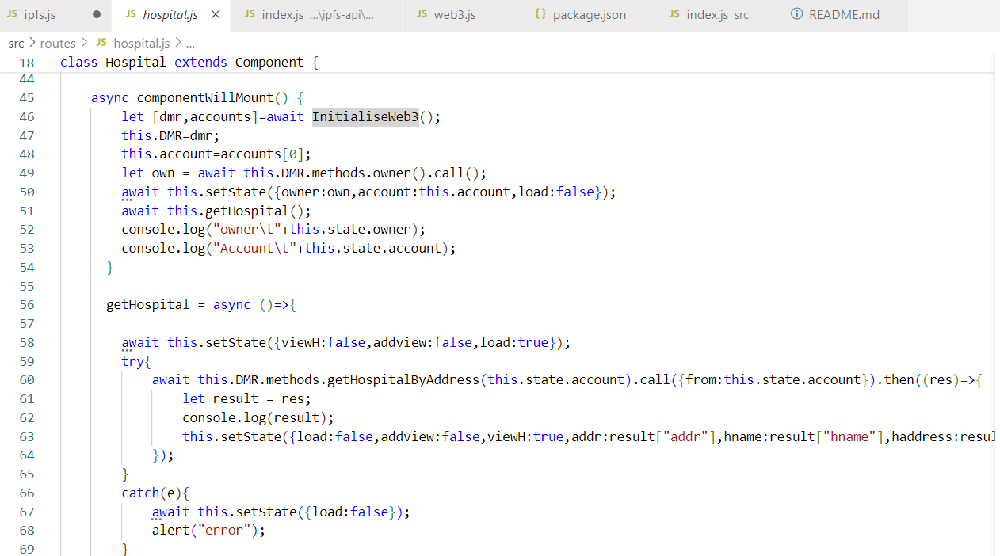 JS ipfs.js ● JS hospital.js × JS index.js ...\ipfs-api\... JS web3.js {} package.json JS index.js src ⓘ README.md
src > routes > JS hospital.js > ...
18 class Hospital extends Component {
44
45 async componentWillMount() {
46 let [dmr,accounts]=await InitialiseWeb3();
47 this.DMR=dmr;
48 this.account=accounts[0];
49 let own = await this.DMR.methods.owner().call();
50 await this.setState({owner:own,account:this.account,load:false});
51 await this.getHospital();
52 console.log("owner\t"+this.state.owner);
53 console.log("Account\t"+this.state.account);
54 }
55
56 getHospital = async ()=>{
57
58 await this.setState({viewH:false,addview:false,load:true});
59 try{
60 await this.DMR.methods.getHospitalByAddress(this.state.account).call({from:this.state.account}).then((res)=>{
61 let result = res;
62 console.log(result);
63 this.setState({load:false,addview:false,viewH:true,addr:result["addr"],hname:result["hname"],haddress:resul
64 });
65 }
66 catch(e){
67 await this.setState({load:false});
68 alert("error");
69 }